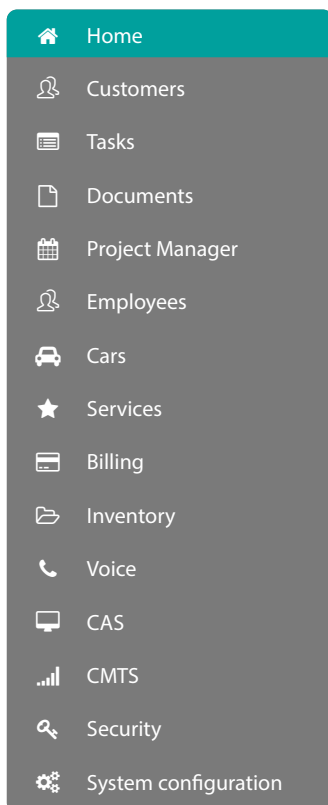 Home
Customers
Tasks
Documents
Project Manager
Employees
Cars
Services
Billing
Inventory
Voice
CAS
CMTS
Security
System configuration